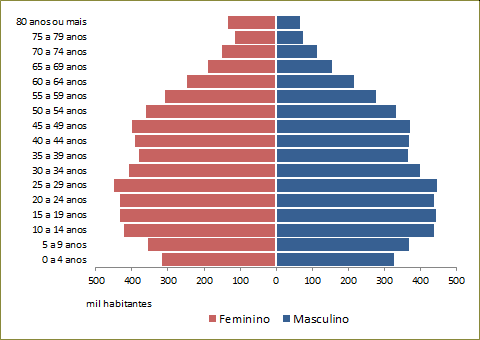 80 anos ou mais
75 a 79 anos
70 a 74 anos
65 a 69 anos
60 a 64 anos
55 a 59 anos
50 a 54 anos
45 a 49 anos
40 a 44 anos
35 a 39 anos
30 a 34 anos
25 a 29 anos
20 a 24 anos
15 a 19 anos
10 a 14 anos
5 a 9 anos
0 a 4 anos
500 400 300 200 100 0 100 200 300 400 500
mil habitantes
Feminino Masculino